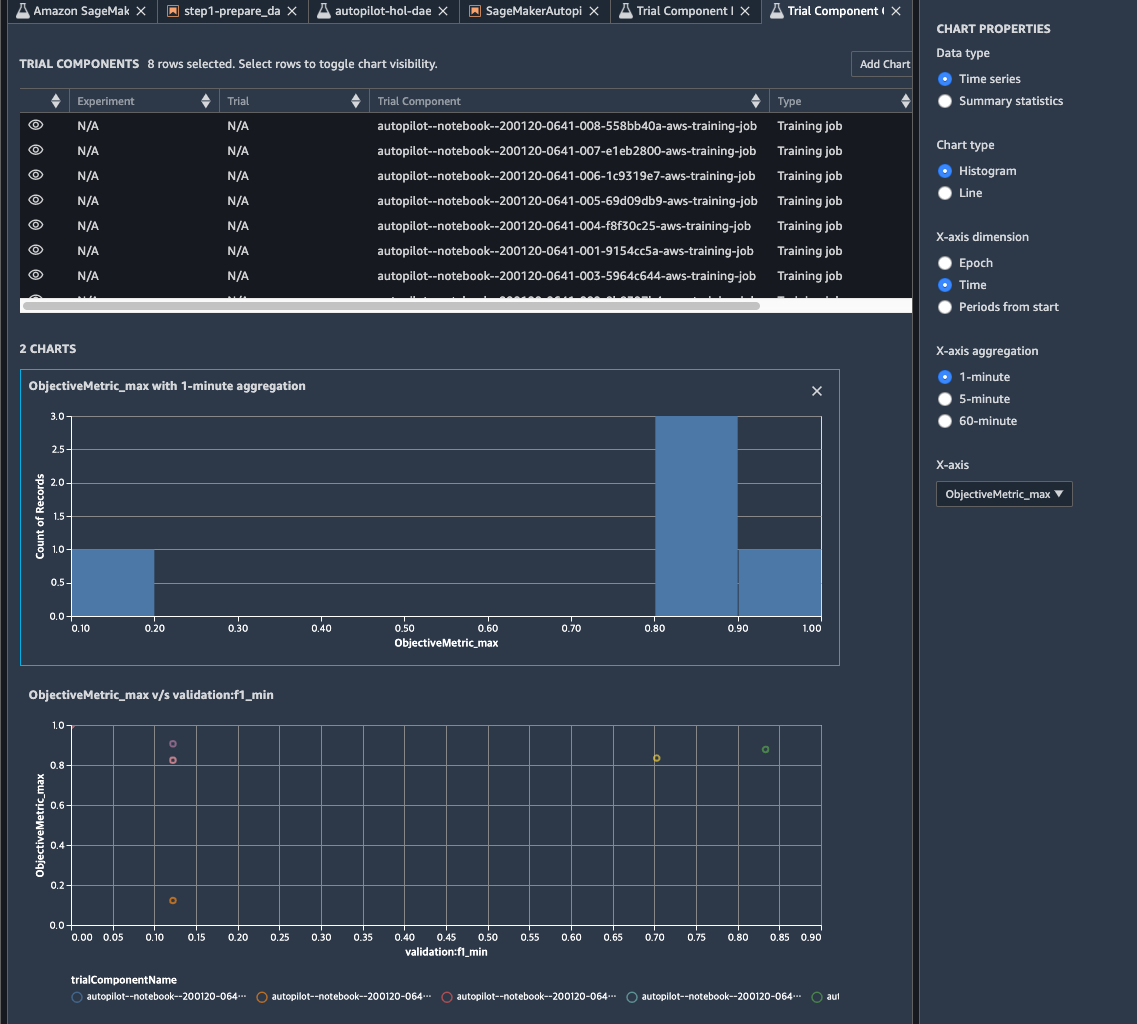 Amazon SageMak
step1-prepare_da
autopilot-hol-dae
SageMakerAutopi
Trial Component I
Trial Component (
TRIAL COMPONENTS 8 rows selected. Select rows to toggle chart visibility.
Add Chart
Experiment Trial Trial Component Type
N/A N/A autopilot--notebook--200120-0641-008-558bb40a-aws-training-job Training job
N/A N/A autopilot--notebook--200120-0641-007-e1eb2800-aws-training-job Training job
N/A N/A autopilot--notebook--200120-0641-006-1c9319e7-aws-training-job Training job
N/A N/A autopilot--notebook--200120-0641-005-69d09db9-aws-training-job Training job
N/A N/A autopilot--notebook--200120-0641-004-f8f30c25-aws-training-job Training job
N/A N/A autopilot--notebook--200120-0641-001-9154cc5a-aws-training-job Training job
N/A N/A autopilot--notebook--200120-0641-003-5964c644-aws-training-job Training job
2 CHARTS
ObjectiveMetric_max with 1-minute aggregation
3.0
2.5
2.0
1.5
1.0
0.5
0.0
Count of Records
0.10 0.20 0.30 0.40 0.50 0.60 0.70 0.80 0.90 1.00
ObjectiveMetric_max
ObjectiveMetric_max v/s validation:f1_min
1.0
0.8
0.6
0.4
0.2
0.0
ObjectiveMetric_max
0.00 0.05 0.10 0.15 0.20 0.25 0.30 0.35 0.40 0.45 0.50 0.55 0.60 0.65 0.70 0.75 0.80 0.85 0.90
validation:f1_min
trialComponentName
autopilot--notebook--200120-064⋯ autopilot--notebook--200120-064⋯ autopilot--notebook--200120-064⋯ autopilot--notebook--200120-064⋯ aut
CHART PROPERTIES
Data type
Time series
Summary statistics
Chart type
Histogram
Line
X-axis dimension
Epoch
Time
Periods from start
X-axis aggregation
1-minute
5-minute
60-minute
X-axis
ObjectiveMetric_max